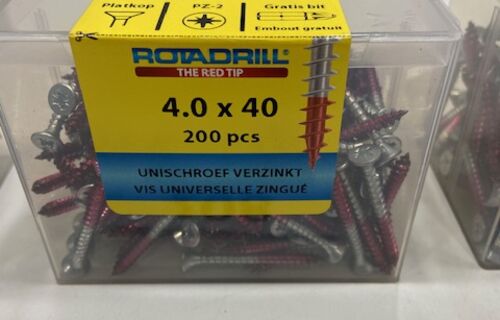 Platkop
PZ-2
Gratis bit
Embout gratuit
ROTADRILL®
THE RED TIP
4.0 x 40
200 pcs
UNISCHROEF VERZINKT
VIS UNIVERSELLE ZINGUÉ